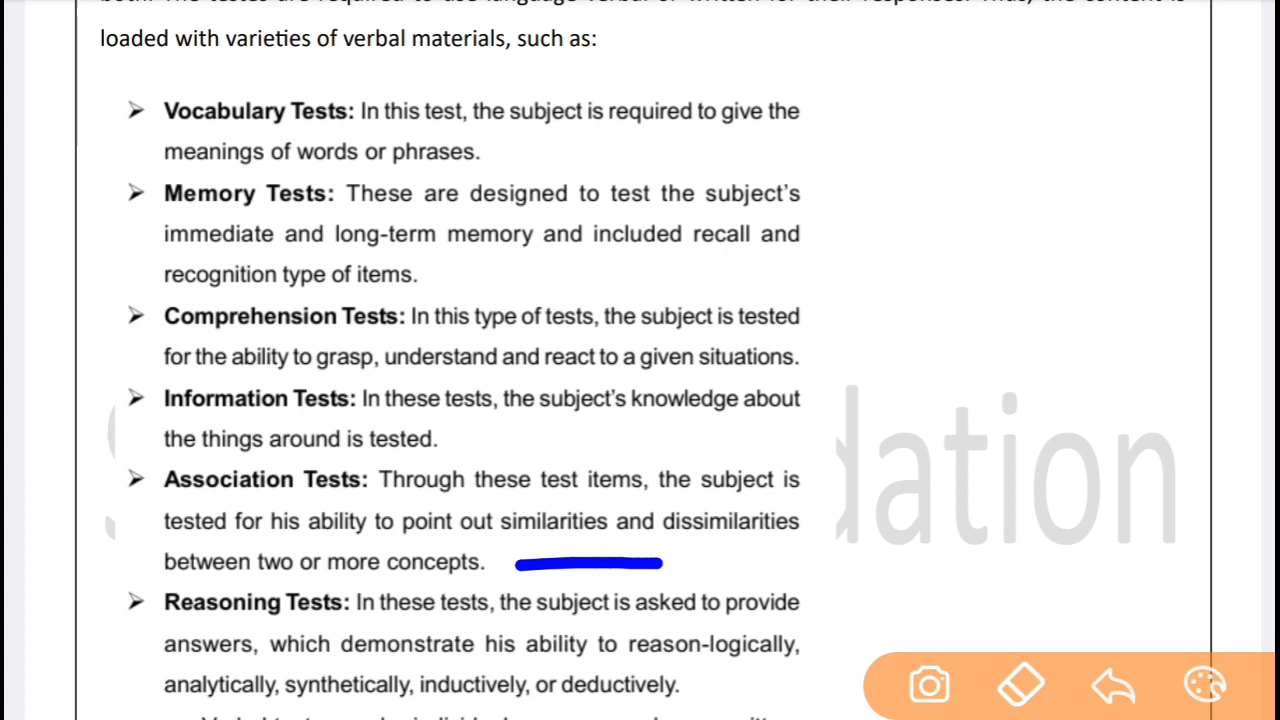 loaded with varieties of verbal materials, such as:
➢ Vocabulary Tests: In this test, the subject is required to give the
meanings of words or phrases.
➢ Memory Tests: These are designed to test the subject's
immediate and long-term memory and included recall and
recognition type of items.
➢ Comprehension Tests: In this type of tests, the subject is tested
for the ability to grasp, understand and react to a given situations.
➢ Information Tests: In these tests, the subject's knowledge about
the things around is tested.
➢ Association Tests: Through these test items, the subject is
tested for his ability to point out similarities and dissimilarities
between two or more concepts.
➢ Reasoning Tests: In these tests, the subject is asked to provide
answers, which demonstrate his ability to reason-logically,
analytically, synthetically, inductively, or deductively.
dation